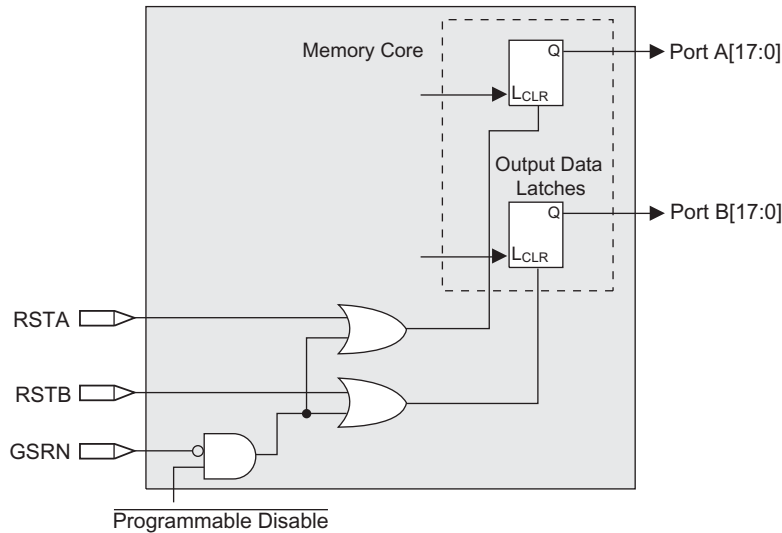 Memory Core
Q
Port A[17:0]
LCLR
Output Data
Latches
Q
Port B[17:0]
LCLR
RSTA
RSTB
GSRN
Programmable Disable